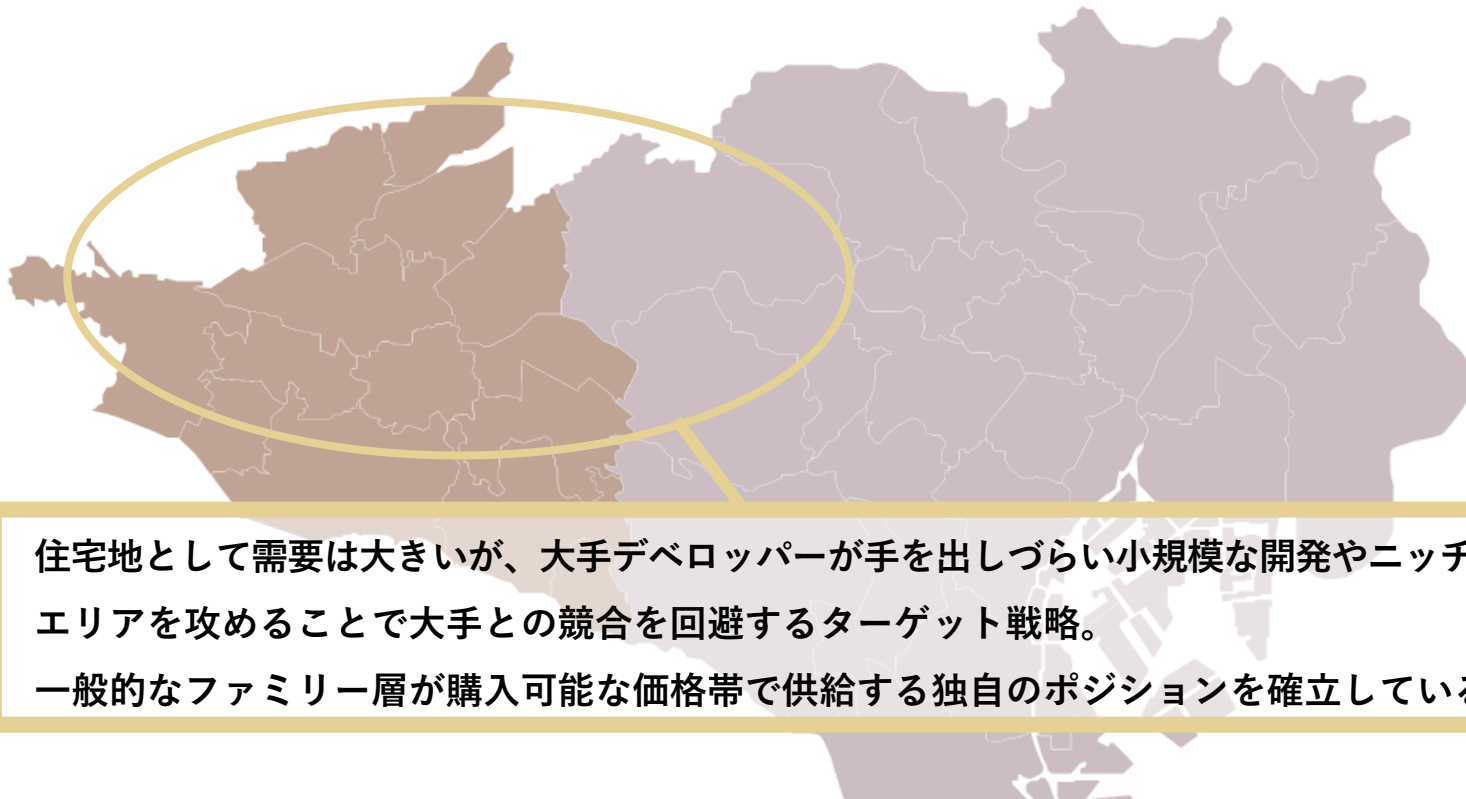 住宅地として需要は大きいが、大手デベロッパーが手を出しづらい小規模な開発やニッチ
エリアを攻めることで大手との競合を回避するターゲット戦略。
一般的なファミリー層が購入可能な価格帯で供給する独自のポジションを確立してい